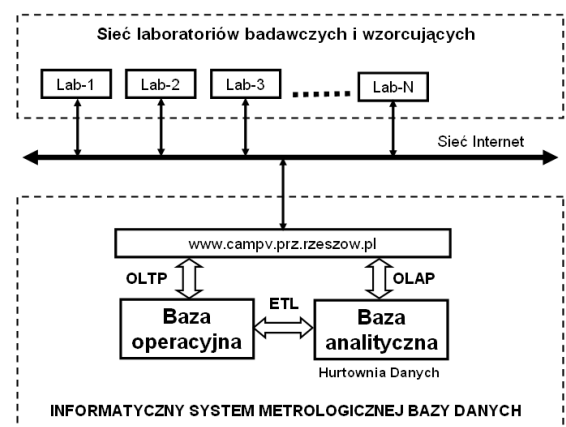 Sieć laboratoriów badawczych i wzorcujących
Lab-1 Lab-2 Lab-3 Lab-N
Sieć Internet
www.campv.prz.rzeszow.pl
OLTP OLAP
ETL
Baza operacyjna
Baza analityczna
Hurtownia Danych
INFORMATYCZNY SYSTEM METROLOGICZNEJ BAZY DANYCH